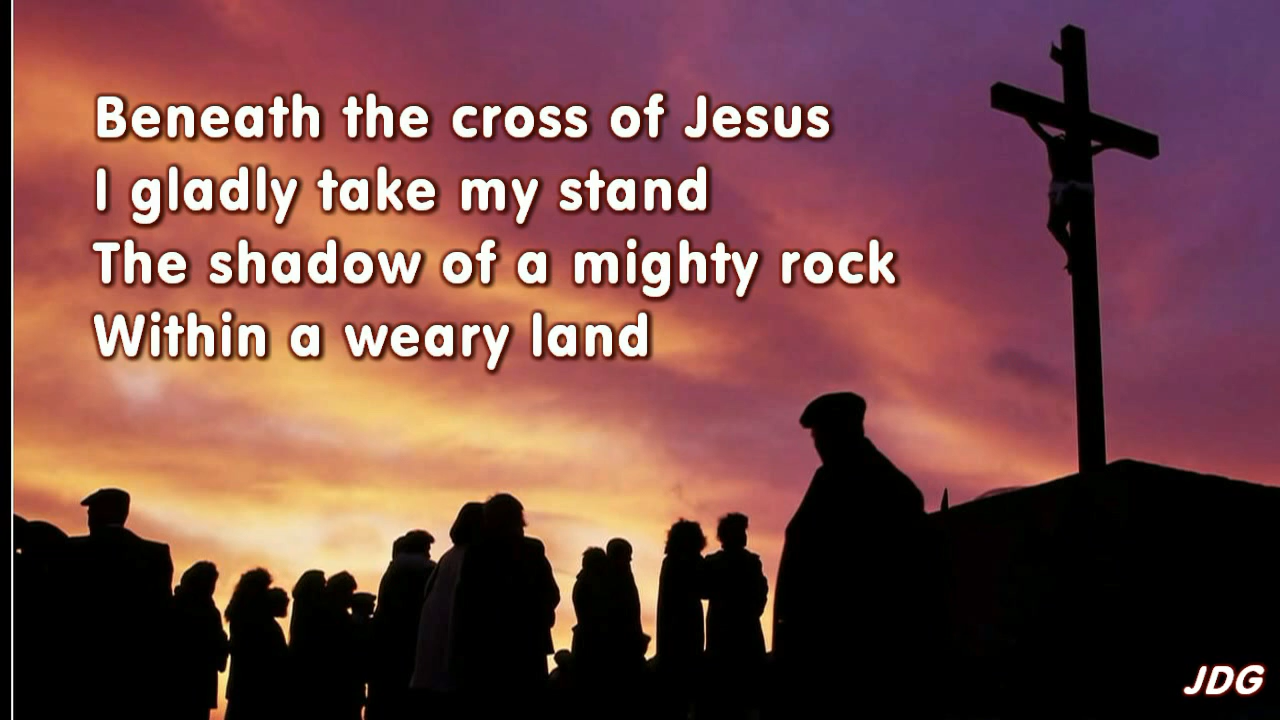 Beneath the cross of Jesus
I gladly take my stand
The shadow of a mighty rock
Within a weary land
JDG